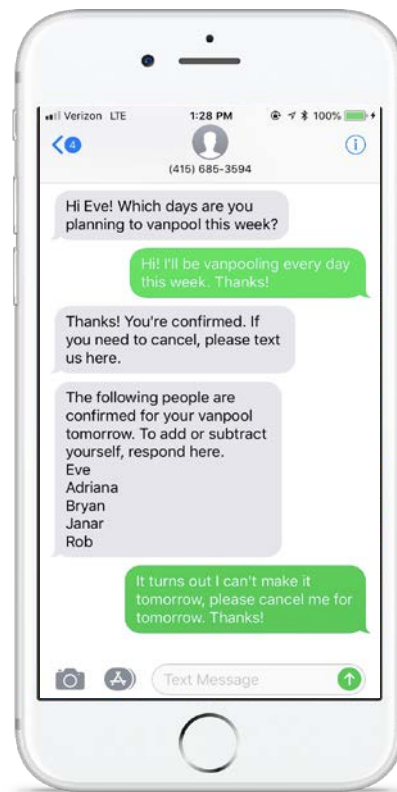 Verizon LTE 1:28 PM 100%
4
(415) 685-3594
Hi Eve! Which days are you
planning to vanpool this week?
Hi! I'll be vanpooling every day
this week. Thanks!
Thanks! You're confirmed. If
you need to cancel, please text
us here.
The following people are
confirmed for your vanpool
tomorrow. To add or subtract
yourself, respond here.
Eve
Adriana
Bryan
Janar
Rob
It turns out I can't make it
tomorrow, please cancel me for
tomorrow. Thanks!
Text Message